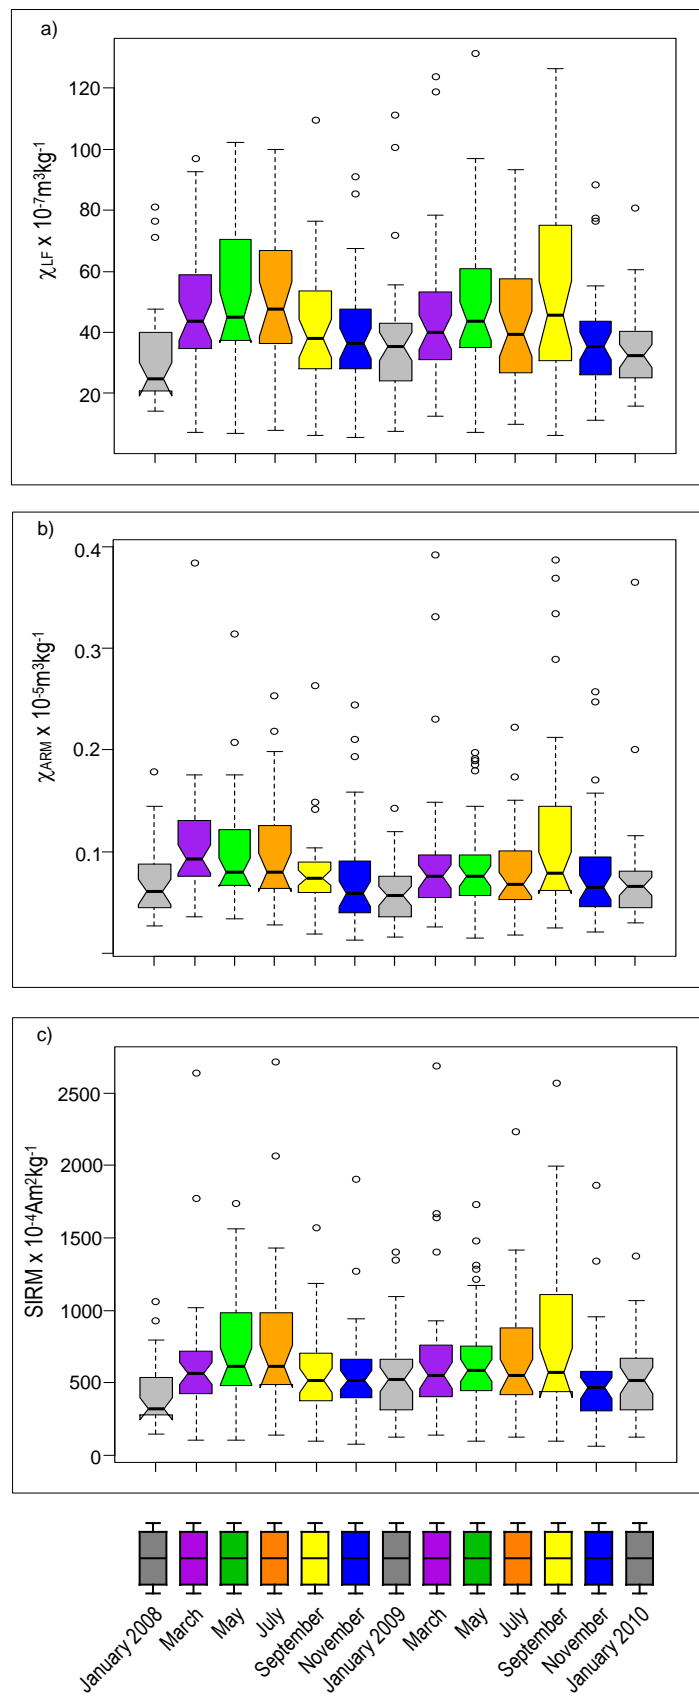 a)
120
100
80
60
40
20
χLF x 10⁻⁷m³kg⁻¹
b)
0.4
0.3
0.2
0.1
χARM x 10⁻⁵m³kg⁻¹
c)
2500
2000
1500
1000
500
0
SIRM x 10⁻⁴Am²kg⁻¹
January 2008
March
May
July
September
November
January 2009
March
May
July
September
November
January 2010